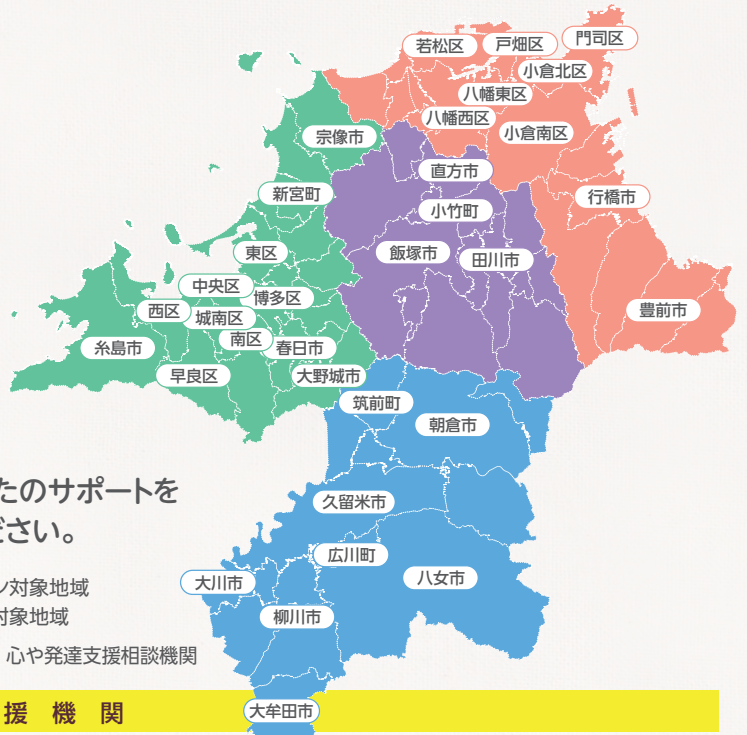 若松区
戸畑区
門司区
小倉北区
八幡東区
八幡西区
小倉南区
宗像市
直方市
新宮町
行橋市
小竹町
東区
飯塚市
田川市
中央区
博多区
西区
城南区
豊前市
南区
春日市
糸島市
早良区
大野城市
筑前町
朝倉市
たのサポートを
ださい。
久留米市
広川町
ン対象地域
大川市
八女市
対象地域
柳川市
心や発達支援相談機関
援機関
大牟田市